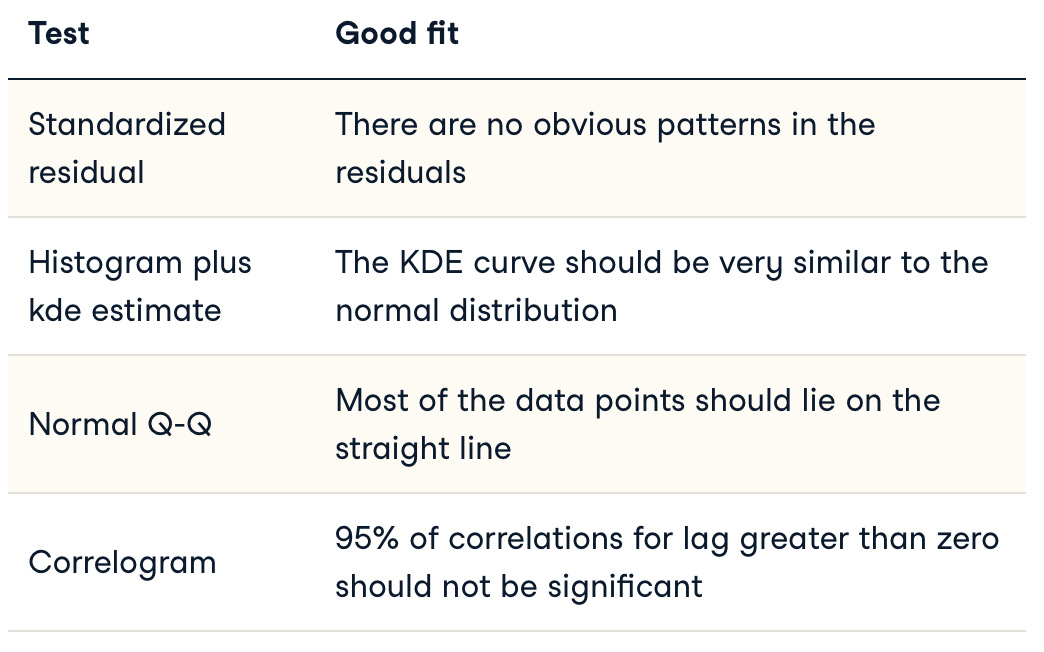 Test Good fit
Standardized There are no obvious patterns in the
residual residuals
Histogram plus The KDE curve should be very similar to the
kde estimate normal distribution
Normal Q-Q
Most of the data points should lie on the
straight line
Correlogram
95% of correlations for lag greater than zero
should not be significant